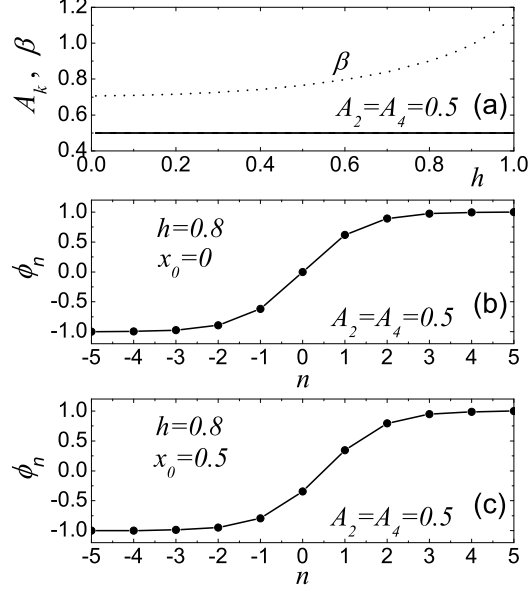 1.2
1.0
0.8
0.6
0.4
A_k, β
β
A_2=A_4=0.5
(a)
0.0 0.2 0.4 0.6 0.8 1.0
h
1.0
0.5
0.0
-0.5
-1.0
ϕ_n
h=0.8
x_0=0
A_2=A_4=0.5
(b)
-5 -4 -3 -2 -1 0 1 2 3 4 5
n
1.0
0.5
0.0
-0.5
-1.0
ϕ_n
h=0.8
x_0=0.5
A_2=A_4=0.5
(c)
-5 -4 -3 -2 -1 0 1 2 3 4 5
n